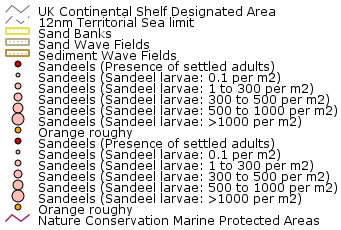 UK Continental Shelf Designated Area
12nm Territorial Sea limit
Sand Banks
Sand Wave Fields
Sediment Wave Fields
Sandeels (Presence of settled adults)
Sandeels (Sandeel larvae: 0.1 per m2)
Sandeels (Sandeel larvae: 1 to 300 per m2)
Sandeels (Sandeel larvae: 300 to 500 per m2)
Sandeels (Sandeel larvae: 500 to 1000 per m2)
Sandeels (Sandeel larvae: >1000 per m2)
Orange roughy
Sandeels (Presence of settled adults)
Sandeels (Sandeel larvae: 0.1 per m2)
Sandeels (Sandeel larvae: 1 to 300 per m2)
Sandeels (Sandeel larvae: 300 to 500 per m2)
Sandeels (Sandeel larvae: 500 to 1000 per m2)
Sandeels (Sandeel larvae: >1000 per m2)
Orange roughy
Nature Conservation Marine Protected Areas